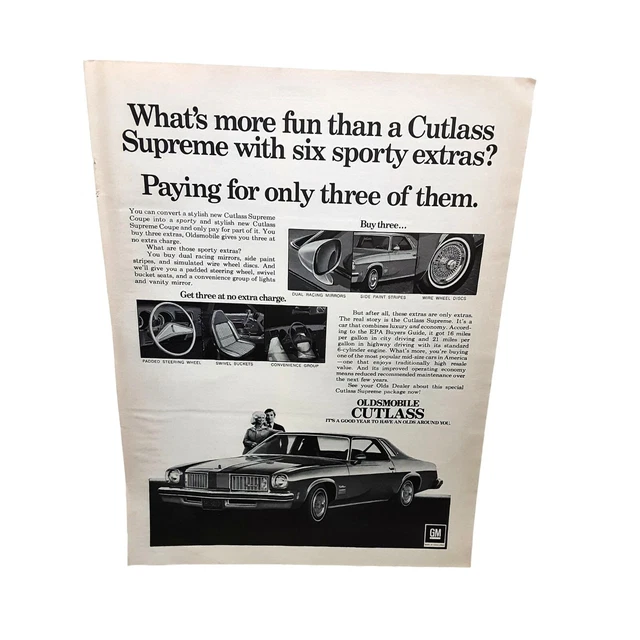 What's more fun than a Cutlass
Supreme with six sporty extras?
Paying for only three of them.
You can convert a stylish new Cutlass Supreme
Coupe into a sporty and stylish new Cutlass
Supreme Coupe and only pay for part of it. You
buy three extras, Oldsmobile gives you three at
no extra charge.
What are those sporty extras?
You buy dual racing mirrors, side paint
stripes, and simulated wire wheel discs. And
we'll give you a padded steering wheel, swivel
bucket seats, and a convenience group of lights
and vanity mirror.
Buy three...
DUAL RACING MIRRORS
SIDE PAINT STRIPES
WIRE WHEEL DISCS
Get three at no extra charge.
PADDED STEERING WHEEL
SWIVEL BUCKETS
CONVENIENCE GROUP
But after all, these extras are only extras.
The real story is the Cutlass Supreme. It's a
car that combines luxury and economy. Accord-
ing to the EPA Buyers Guide, it got 16 miles
per gallon in city driving and 21 miles per
gallon in highway driving with its standard
6-cylinder engine. What's more, you're buying
one of the most popular mid-size cars in America
—one that enjoys traditionally high resale
value. And its improved operating economy
means reduced recommended maintenance over
the next few years.
See your Olds Dealer about this special
Cutlass Supreme package now!
OLDSMOBILE
CUTLASS
IT'S A GOOD YEAR TO HAVE AN OLDS AROUND YOU.
GM